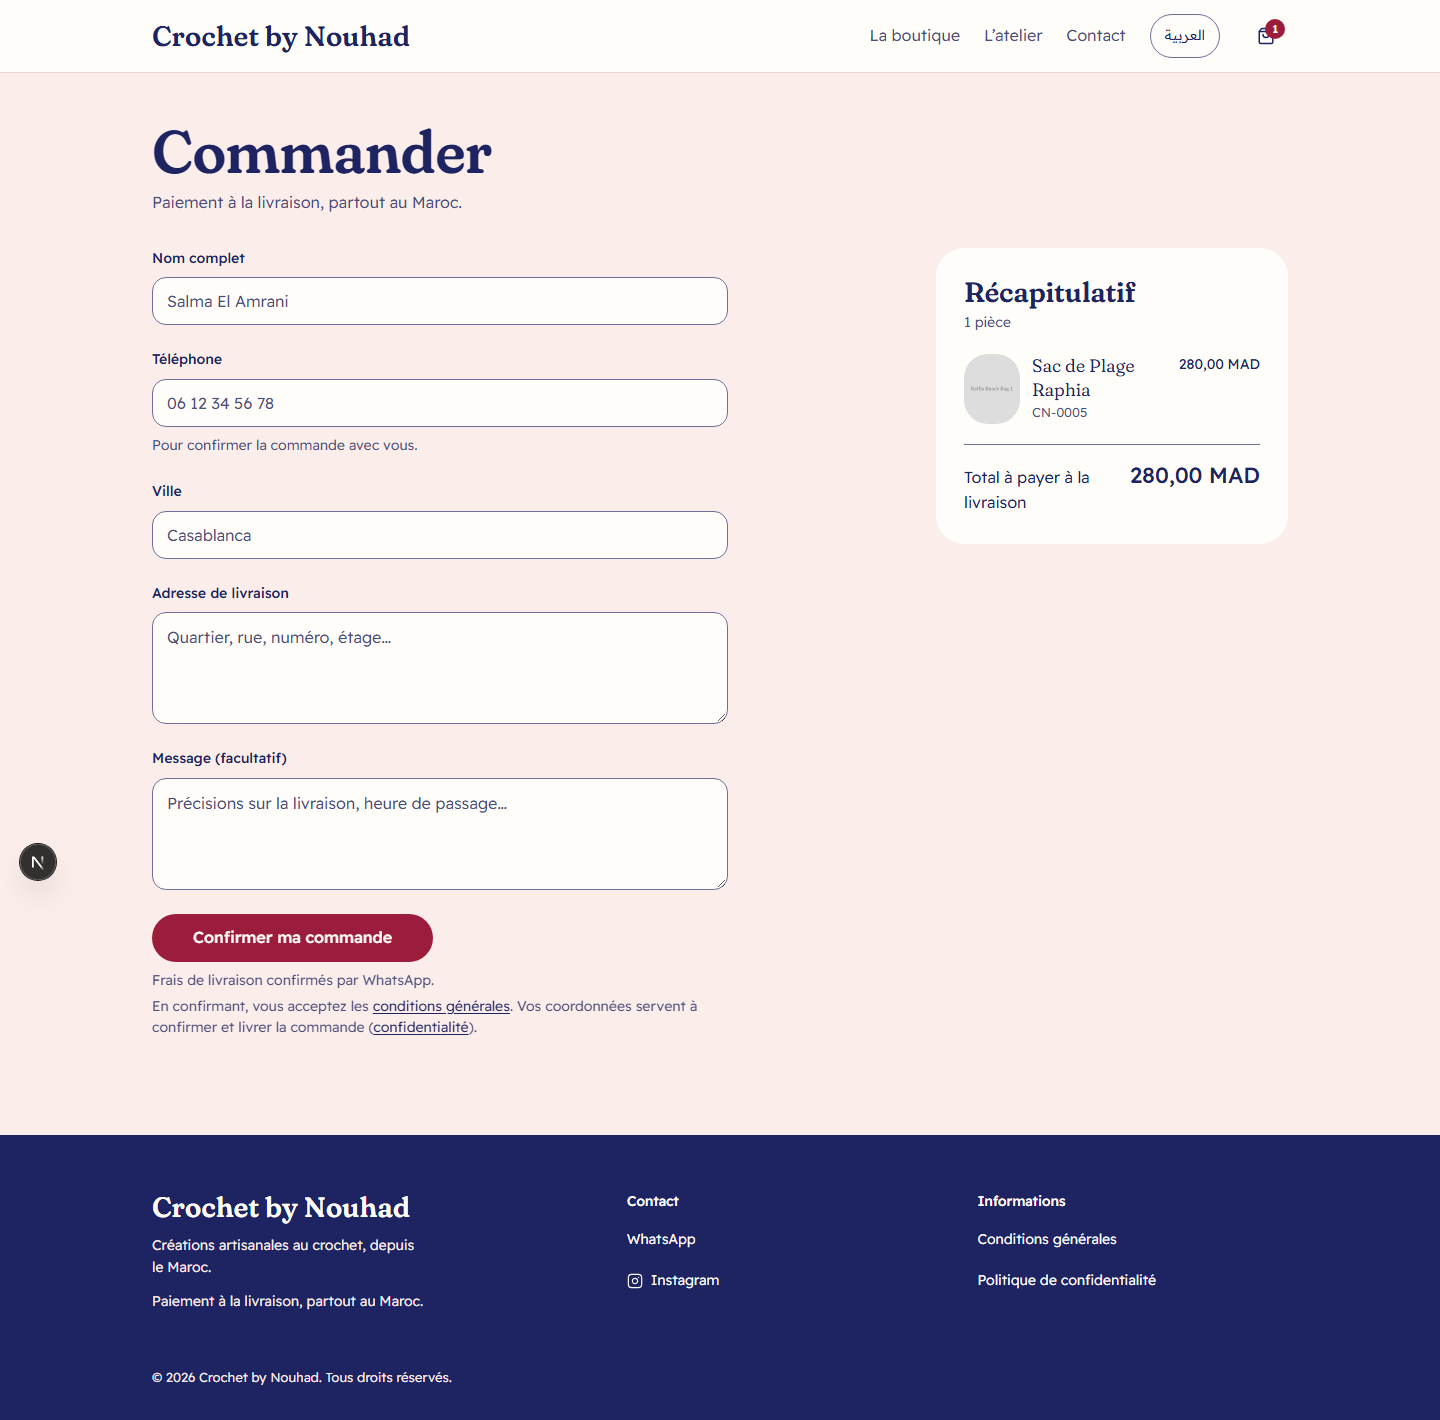 Crochet by Nouhad
La boutique
L’atelier
Contact
العربية
1
Commander
Paiement à la livraison, partout au Maroc.
Nom complet
Salma El Amrani
Téléphone
06 12 34 56 78
Pour confirmer la commande avec vous.
Ville
Casablanca
Adresse de livraison
Quartier, rue, numéro, étage…
Message (facultatif)
Précisions sur la livraison, heure de passage…
Confirmer ma commande
Frais de livraison confirmés par WhatsApp.
En confirmant, vous acceptez les conditions générales. Vos coordonnées servent à
confirmer et livrer la commande (confidentialité).
Récapitulatif
1 pièce
Raffia Beach Bag 1
Sac de Plage
Raphia
280,00 MAD
CN-0005
Total à payer à la
livraison
280,00 MAD
N
Crochet by Nouhad
Créations artisanales au crochet, depuis
le Maroc.
Paiement à la livraison, partout au Maroc.
Contact
WhatsApp
Instagram
Informations
Conditions générales
Politique de confidentialité
© 2026 Crochet by Nouhad. Tous droits réservés.